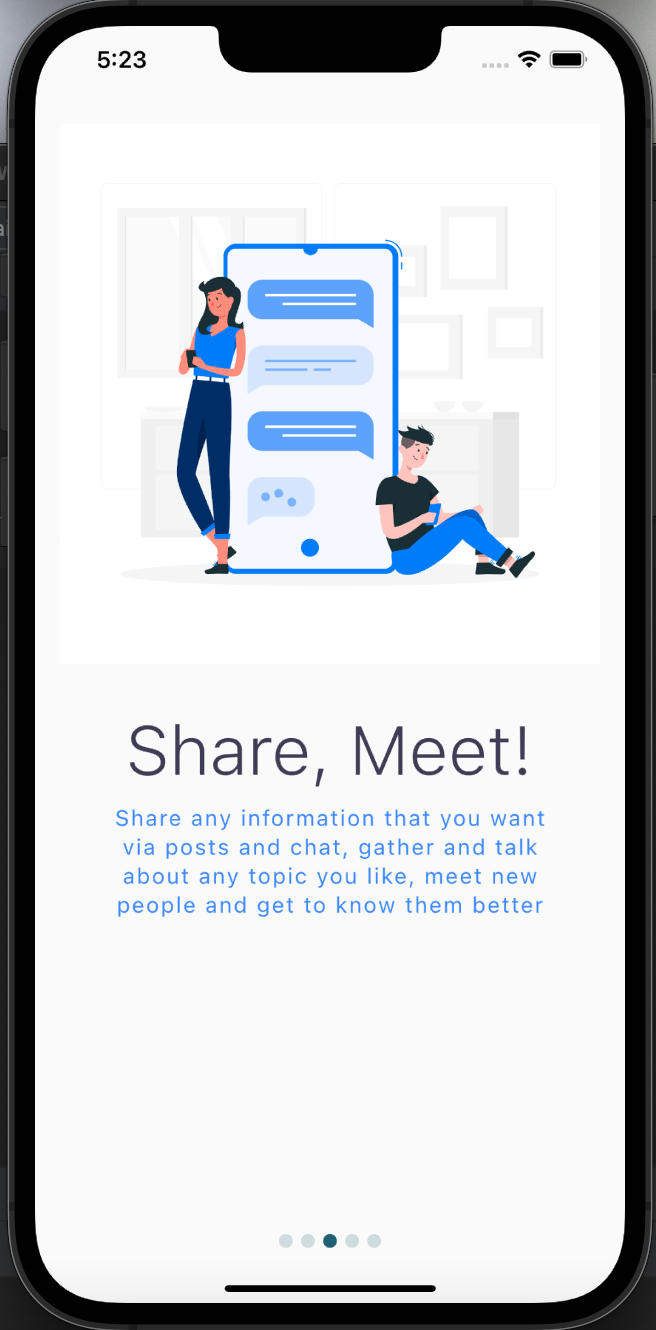 5:23
Share, Meet!
Share any information that you want
via posts and chat, gather and talk
about any topic you like, meet new
people and get to know them better